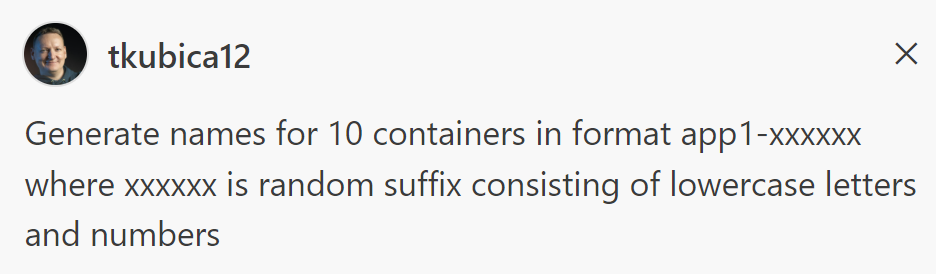 tkubica12
Generate names for 10 containers in format app1-xxxxxx
where xxxxxx is random suffix consisting of lowercase letters
and numbers